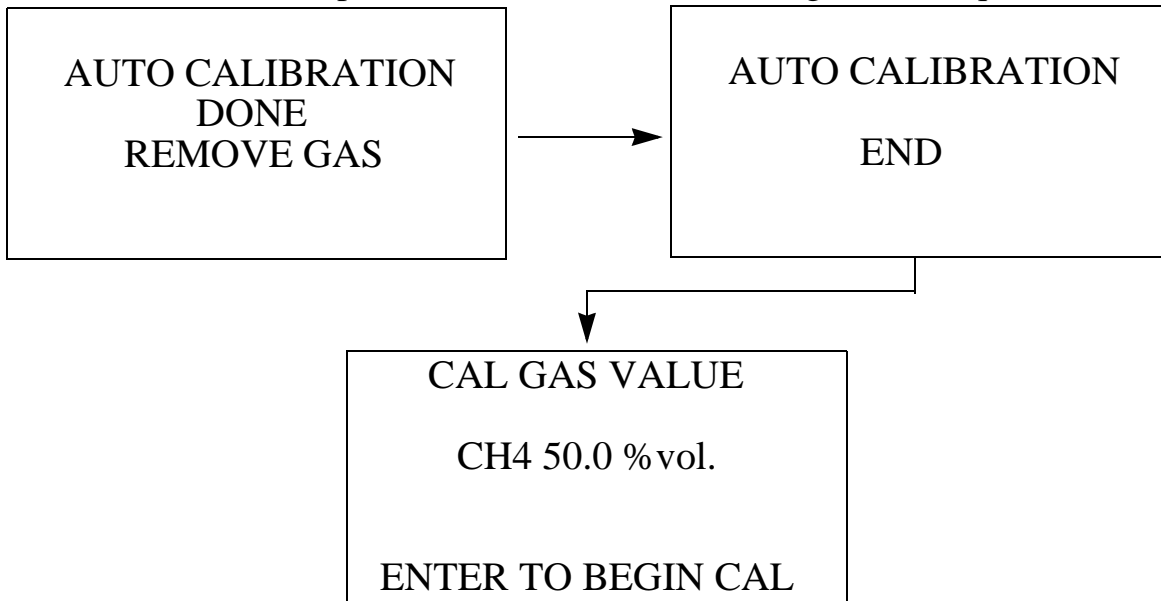 AUTO CALIBRATION
DONE
REMOVE GAS
AUTO CALIBRATION
END
CAL GAS VALUE
CH4 50.0 %vol.
ENTER TO BEGIN CAL